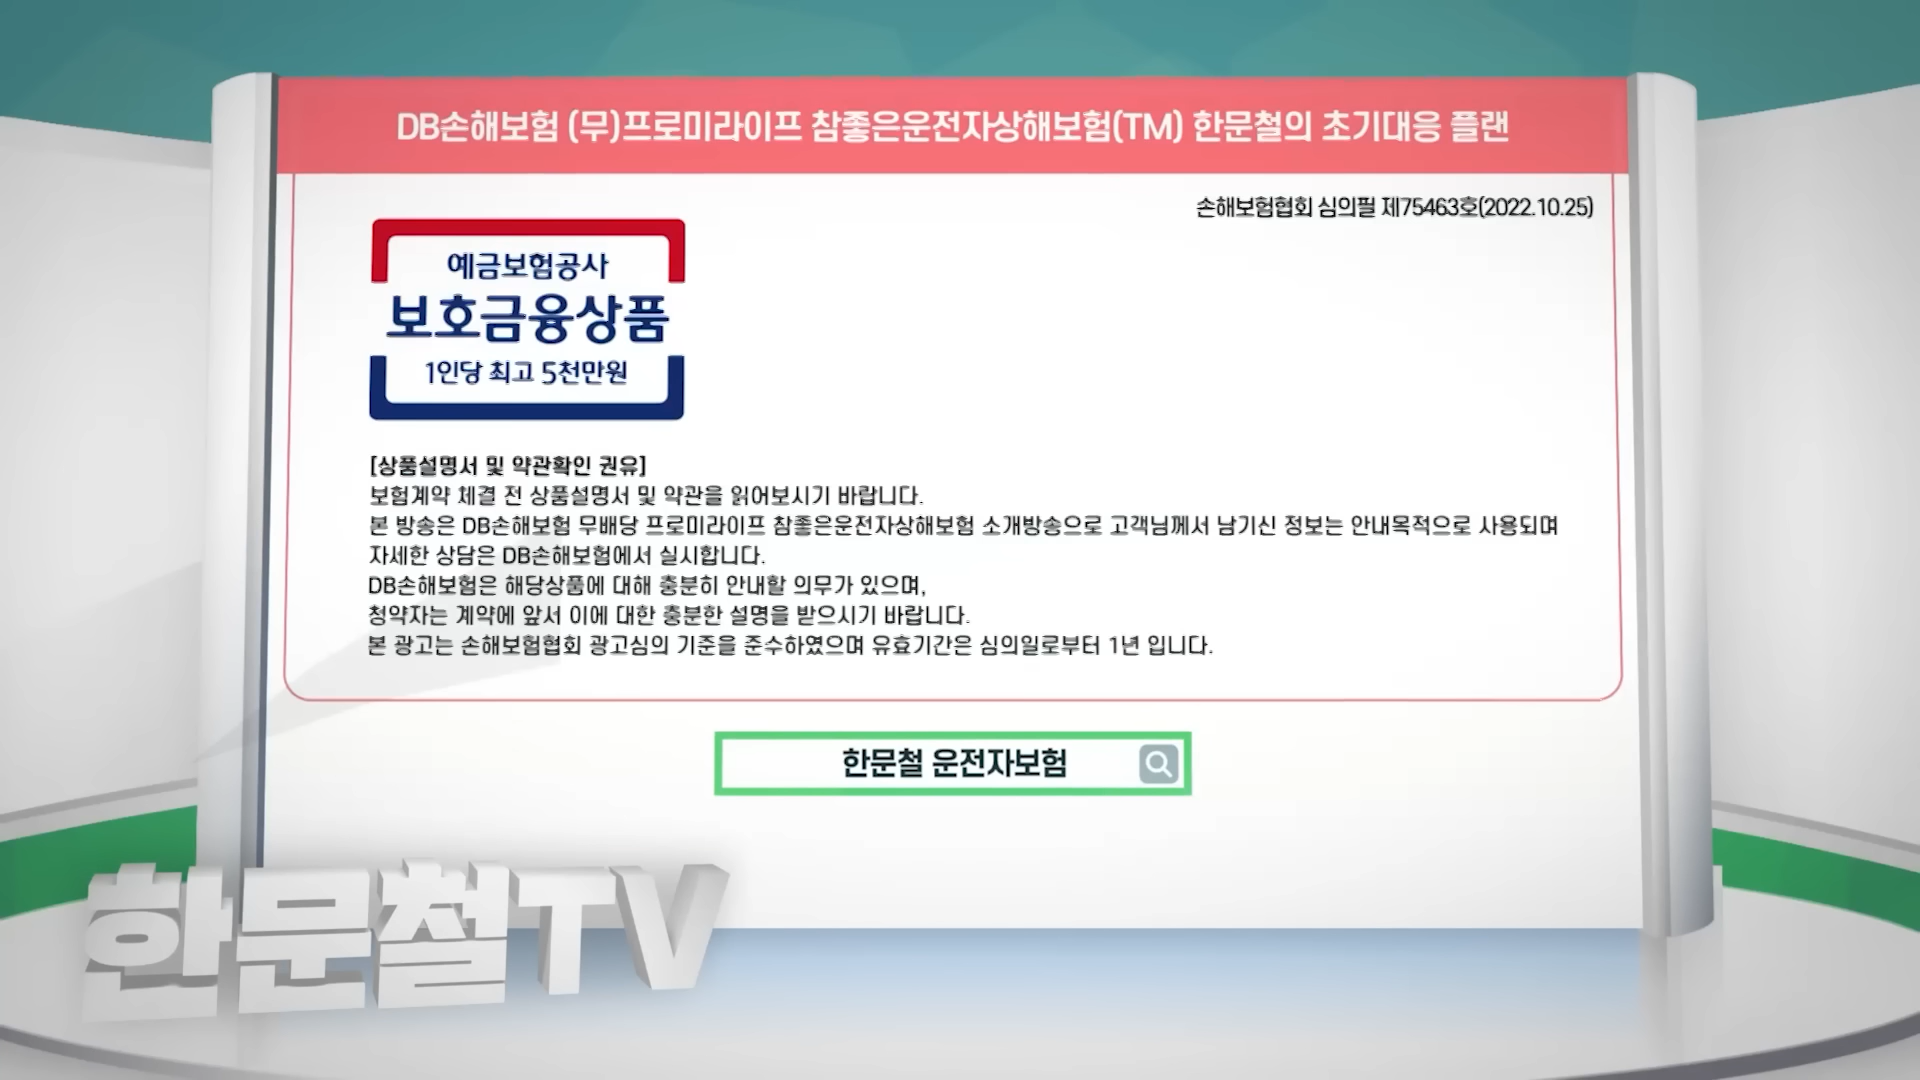 DB손해보험 (무)프로미라이프 참좋은운전자상해보험(TM) 한문철의 초기대응 플랜
손해보험협회 심의필 제75463호(2022.10.25)
예금보험공사
보호금융상품
1인당 최고 5천만원
[상품설명서 및 약관확인 권유]
보험계약 체결 전 상품설명서 및 약관을 읽어보시기 바랍니다.
본 방송은 DB손해보험 무배당 프로미라이프 참좋은운전자상해보험 소개방송으로 고객님께서 남기신 정보는 안내목적으로 사용되며
자세한 상담은 DB손해보험에서 실시합니다.
DB손해보험은 해당상품에 대해 충분히 안내할 의무가 있으며,
청약자는 계약에 앞서 이에 대한 충분한 설명을 받으시기 바랍니다.
본 광고는 손해보험협회 광고심의 기준을 준수하였으며 유효기간은 심의일로부터 1년 입니다.
한문철 운전자보험
한문철TV